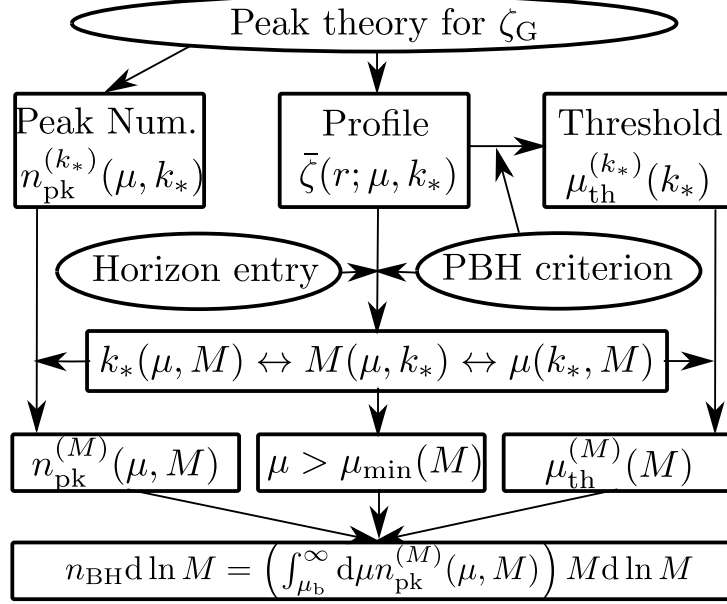 Peak theory for ζ_G
Peak Num.
n_pk^(k_*)(μ, k_*)
Profile
ζ̄(r; μ, k_*)
Threshold
μ_th^(k_*)(k_*)
Horizon entry
PBH criterion
k_*(μ, M) ↔ M(μ, k_*) ↔ μ(k_*, M)
n_pk^(M)(μ, M)
μ > μ_min(M)
μ_th^(M)(M)
n_BH d ln M = (∫_{μ_b}^∞ dμ n_pk^(M)(μ, M)) M d ln M